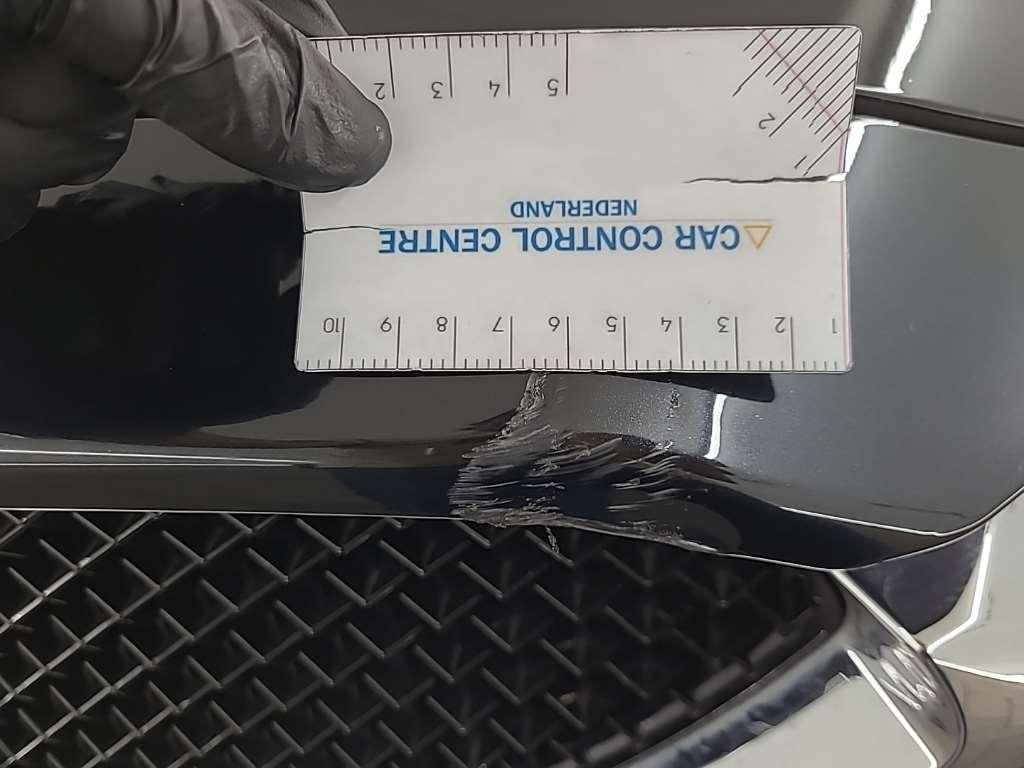 CAR CONTROL CENTRE
NEDERLAND
1 2 3 4 5 6 7 8 9 10
5 4 3 2
2